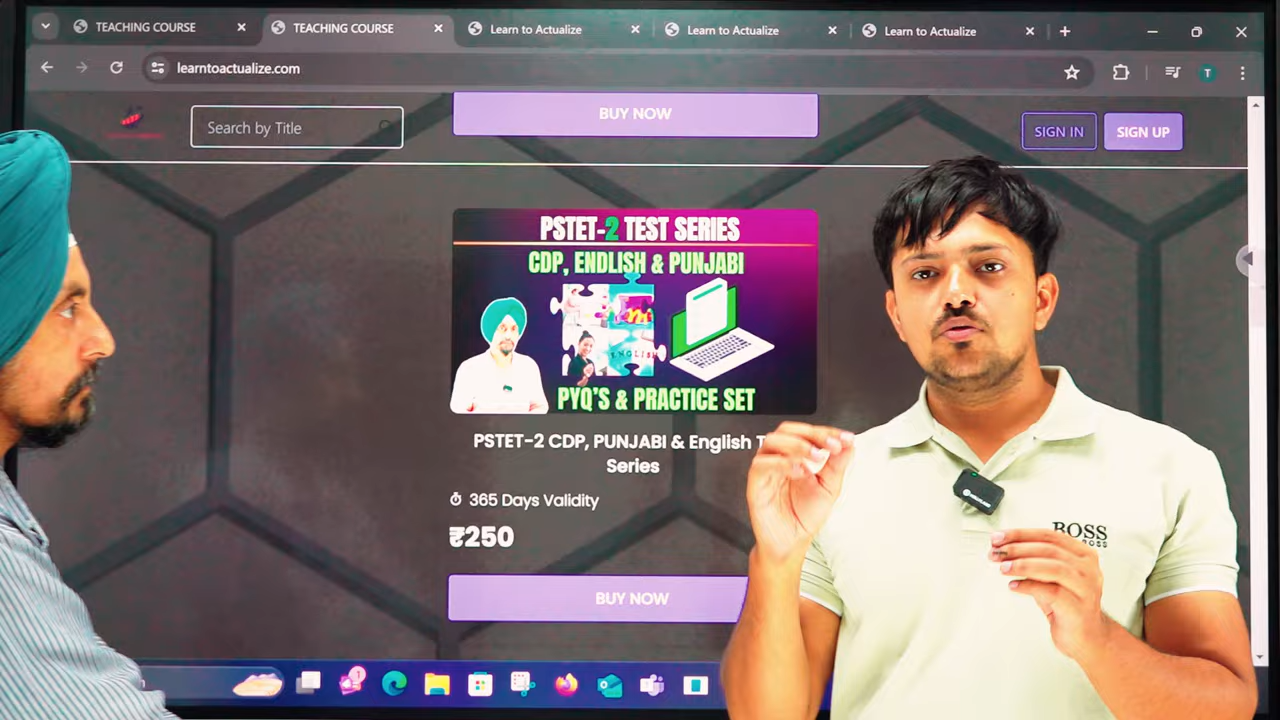 TEACHING COURSE
TEACHING COURSE
Learn to Actualize
Learn to Actualize
Learn to Actualize
learntoactualize.com
T
Search by Title
BUY NOW
SIGN IN
SIGN UP
PSTET-2 TEST SERIES
CDP, ENDLISH & PUNJABI
ENGLISH
PYQ'S & PRACTICE SET
PSTET-2 CDP, PUNJABI & English
Series
365 Days Validity
₹250
BUY NOW
BOSS